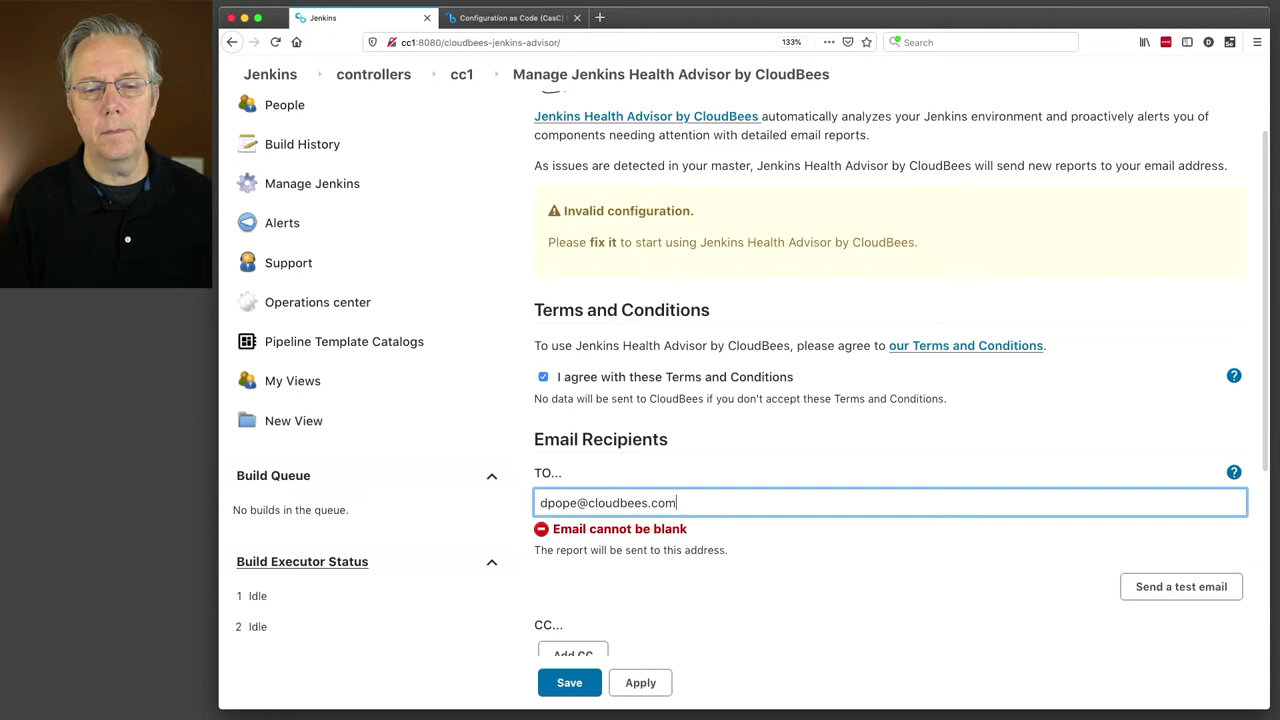 Jenkins
Configuration as Code (CasC)
cc1:8080/cloudbees-jenkins-advisor/
133%
Search
Jenkins
controllers
cc1
Manage Jenkins Health Advisor by CloudBees
People
Build History
Manage Jenkins
Alerts
Support
Operations center
Pipeline Template Catalogs
My Views
New View
Build Queue
No builds in the queue.
Build Executor Status
1 Idle
2 Idle
Jenkins Health Advisor by CloudBees automatically analyzes your Jenkins environment and proactively alerts you of
components needing attention with detailed email reports.
As issues are detected in your master, Jenkins Health Advisor by CloudBees will send new reports to your email address.
Invalid configuration.
Please fix it to start using Jenkins Health Advisor by CloudBees.
Terms and Conditions
To use Jenkins Health Advisor by CloudBees, please agree to our Terms and Conditions.
I agree with these Terms and Conditions
No data will be sent to CloudBees if you don't accept these Terms and Conditions.
Email Recipients
TO...
dpope@cloudbees.com
Email cannot be blank
The report will be sent to this address.
Send a test email
CC...
Add CC
Save
Apply